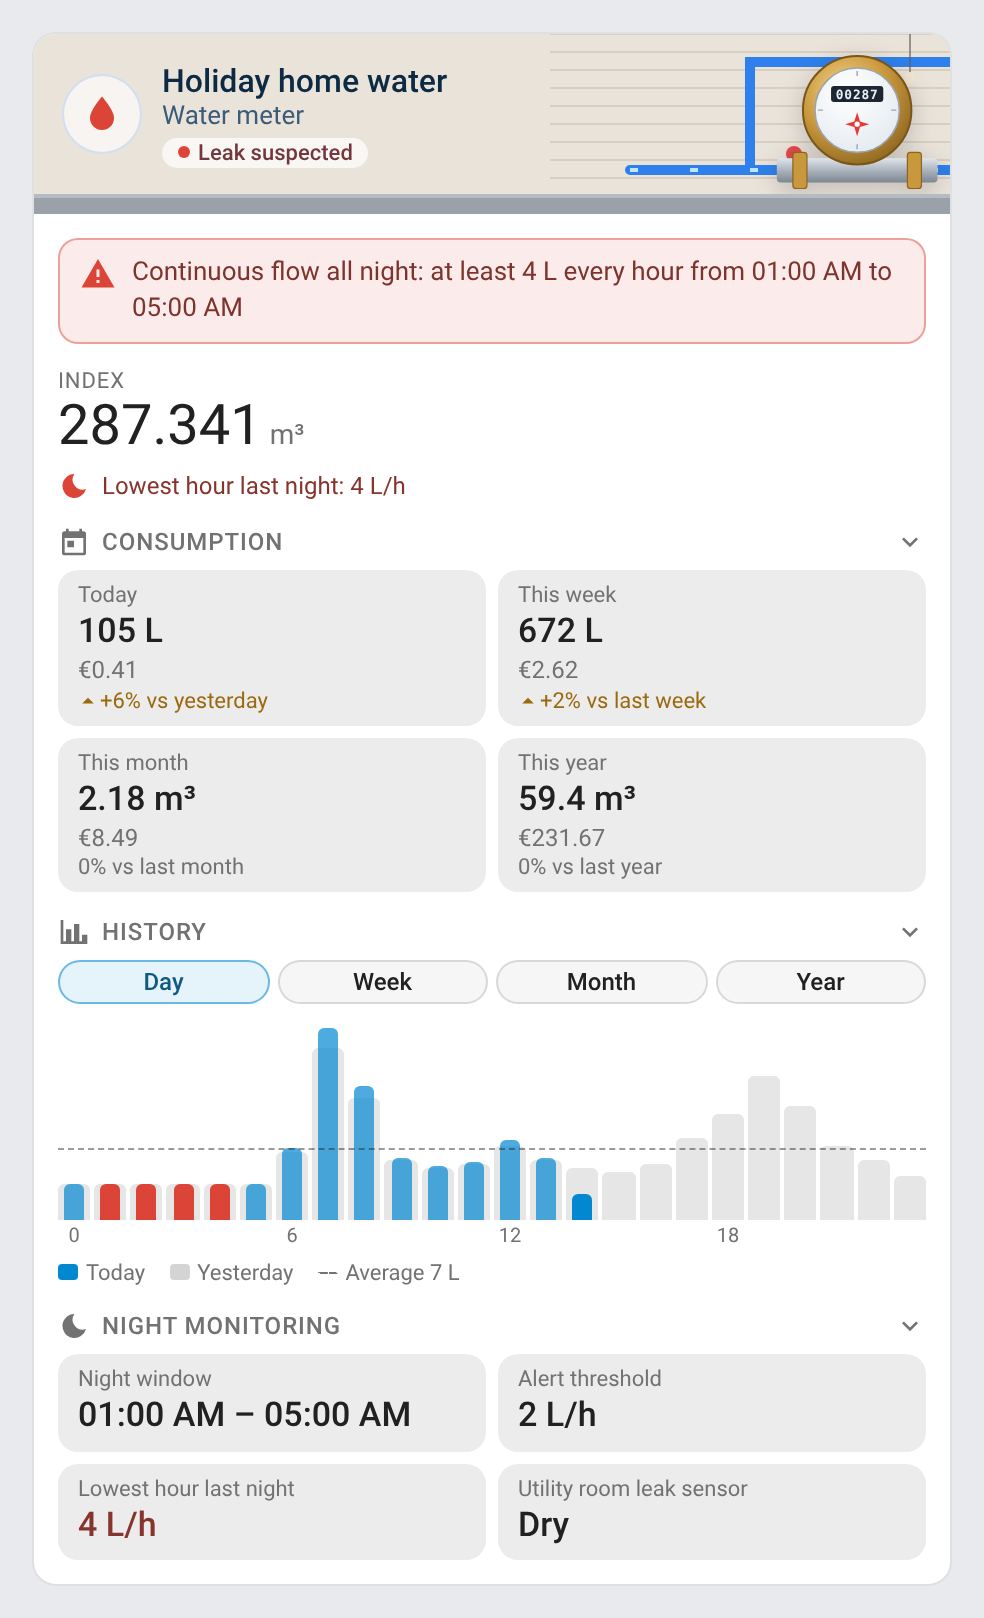 Holiday home water
Water meter
Leak suspected
00287
Continuous flow all night: at least 4 L every hour from 01:00 AM to
05:00 AM
INDEX
287.341 m³
Lowest hour last night: 4 L/h
CONSUMPTION
Today
105 L
€0.41
+6% vs yesterday
This week
672 L
€2.62
+2% vs last week
This month
2.18 m³
€8.49
0% vs last month
This year
59.4 m³
€231.67
0% vs last year
HISTORY
Day Week Month Year
0 6 12 18
Today Yesterday Average 7 L
NIGHT MONITORING
Night window
01:00 AM – 05:00 AM
Alert threshold
2 L/h
Lowest hour last night
4 L/h
Utility room leak sensor
Dry